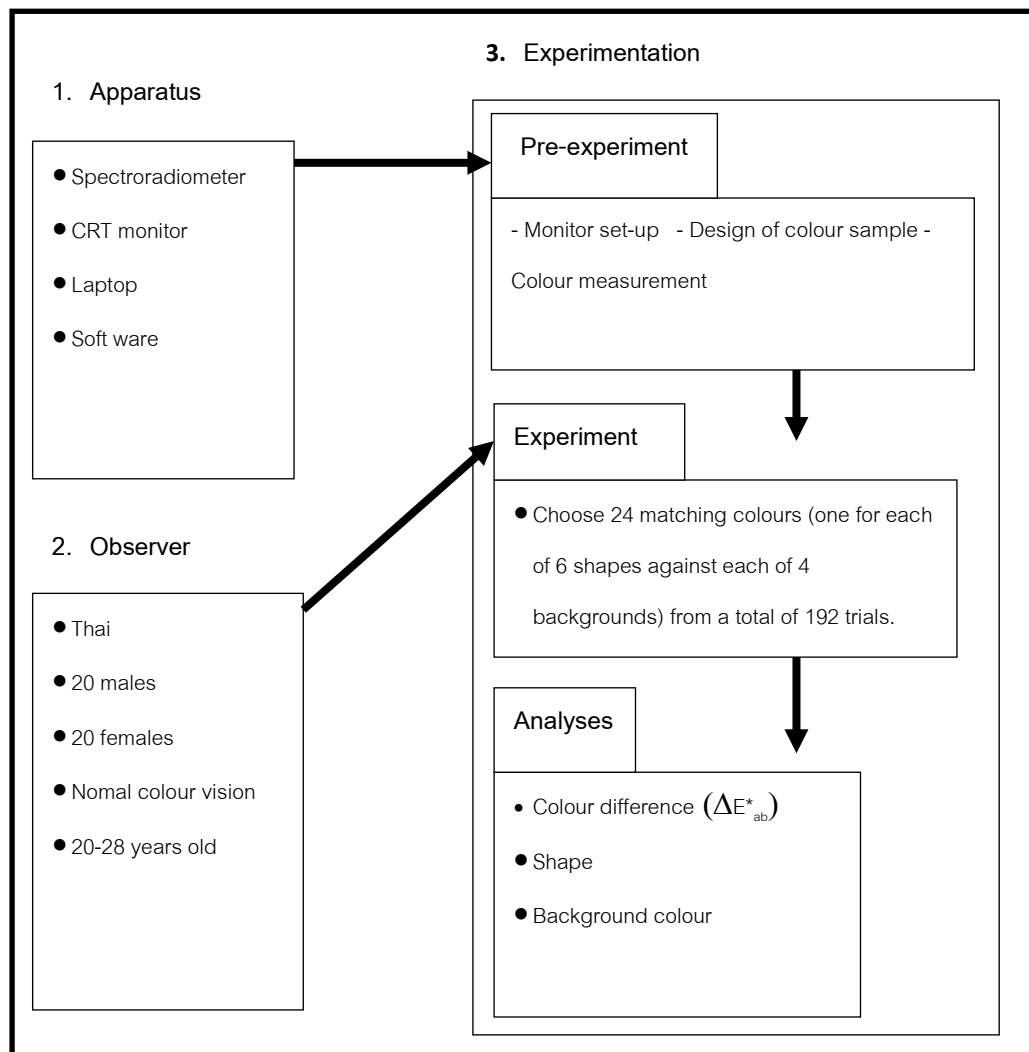 1. Apparatus
● Spectroradiometer
● CRT monitor
● Laptop
● Soft ware
2. Observer
● Thai
● 20 males
● 20 females
● Nomal colour vision
● 20-28 years old
3. Experimentation
Pre-experiment
- Monitor set-up - Design of colour sample -
Colour measurement
Experiment
● Choose 24 matching colours (one for each
of 6 shapes against each of 4
backgrounds) from a total of 192 trials.
Analyses
• Colour difference (ΔE*ab)
● Shape
● Background colour